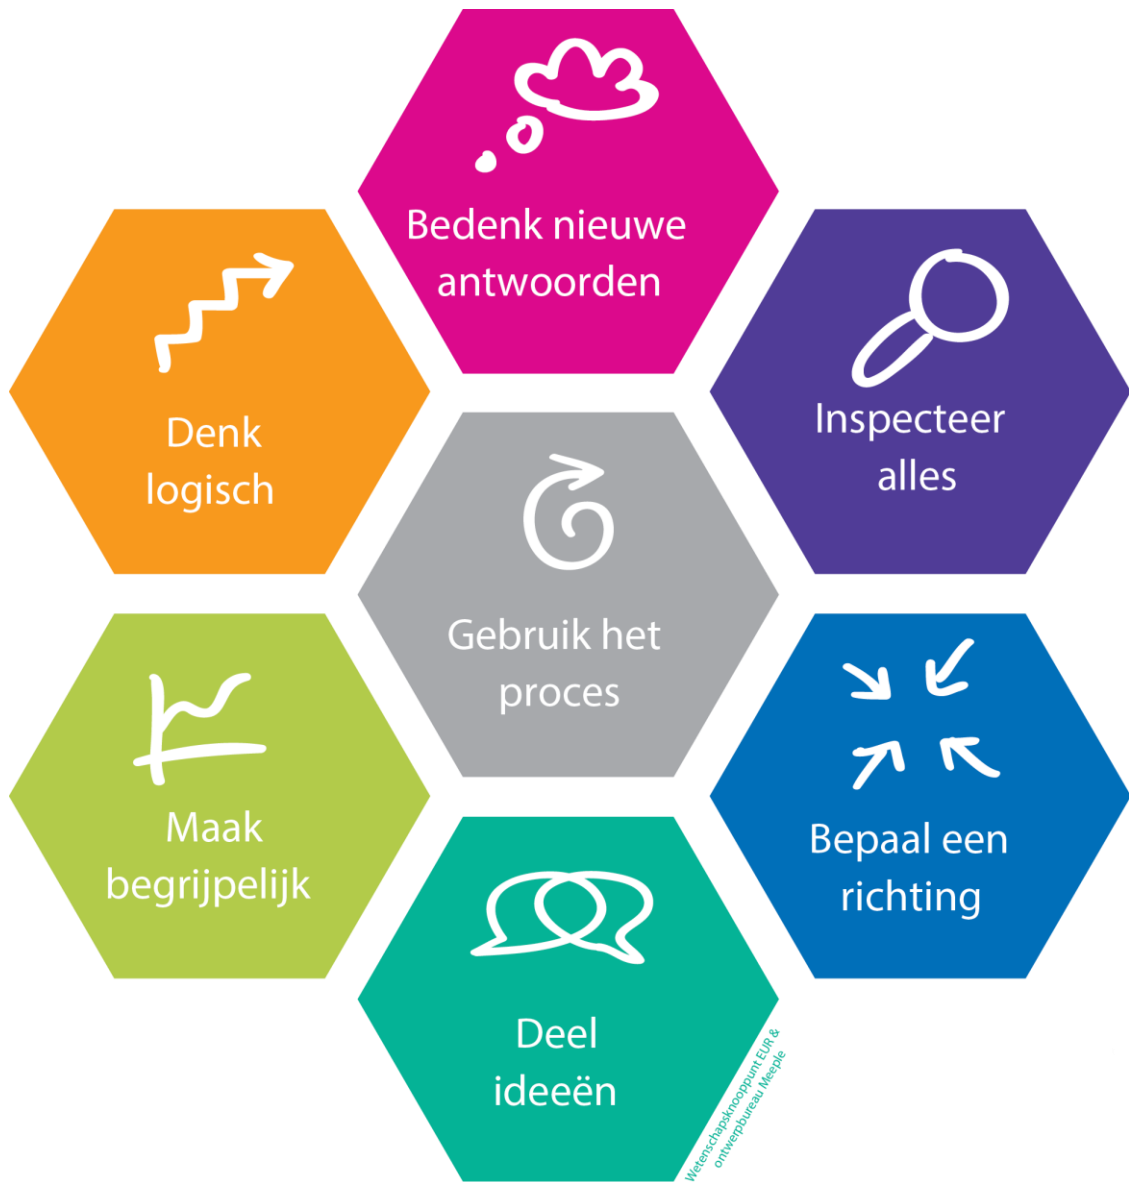 Bedenk nieuwe
antwoorden
Denk
logisch
Inspecteer
alles
Gebruik het
proces
Maak
begrijpelijk
Bepaal een
richting
Deel
ideeën
Wetenschapsknooppunt EUR &
ontwerpbureau Meeple